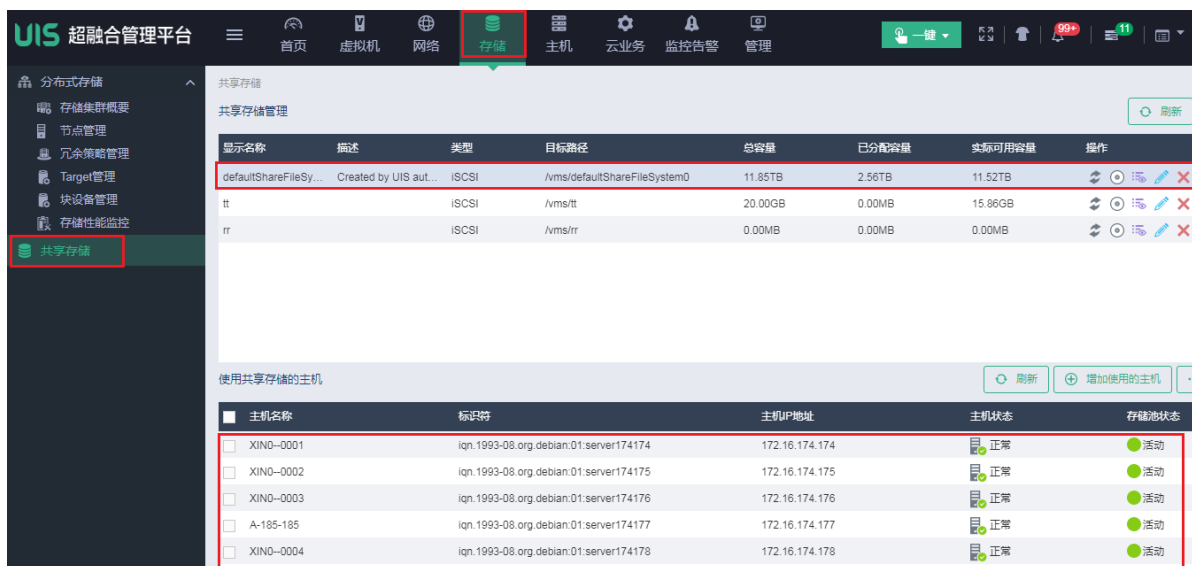 UIS 超融合管理平台
首页 虚拟机 网络 存储 主机 云业务 监控告警 管理 一键 99+ 11
分布式存储
存储集群概要
节点管理
冗余策略管理
Target管理
块设备管理
存储性能监控
共享存储
共享存储
共享存储管理 刷新
显示名称 描述 类型 目标路径 总容量 已分配容量 实际可用容量 操作
defaultShareFileSy... Created by UIS aut... iSCSI /vms/defaultShareFileSystem0 11.85TB 2.56TB 11.52TB
tt iSCSI /vms/tt 20.00GB 0.00MB 15.86GB
rr iSCSI /vms/rr 0.00MB 0.00MB 0.00MB
使用共享存储的主机 刷新 增加使用的主机
主机名称 标识符 主机IP地址 主机状态 存储池状态
XIN0--0001 iqn.1993-08.org.debian:01:server174174 172.16.174.174 正常 活动
XIN0--0002 iqn.1993-08.org.debian:01:server174175 172.16.174.175 正常 活动
XIN0--0003 iqn.1993-08.org.debian:01:server174176 172.16.174.176 正常 活动
A-185-185 iqn.1993-08.org.debian:01:server174177 172.16.174.177 正常 活动
XIN0--0004 iqn.1993-08.org.debian:01:server174178 172.16.174.178 正常 活动